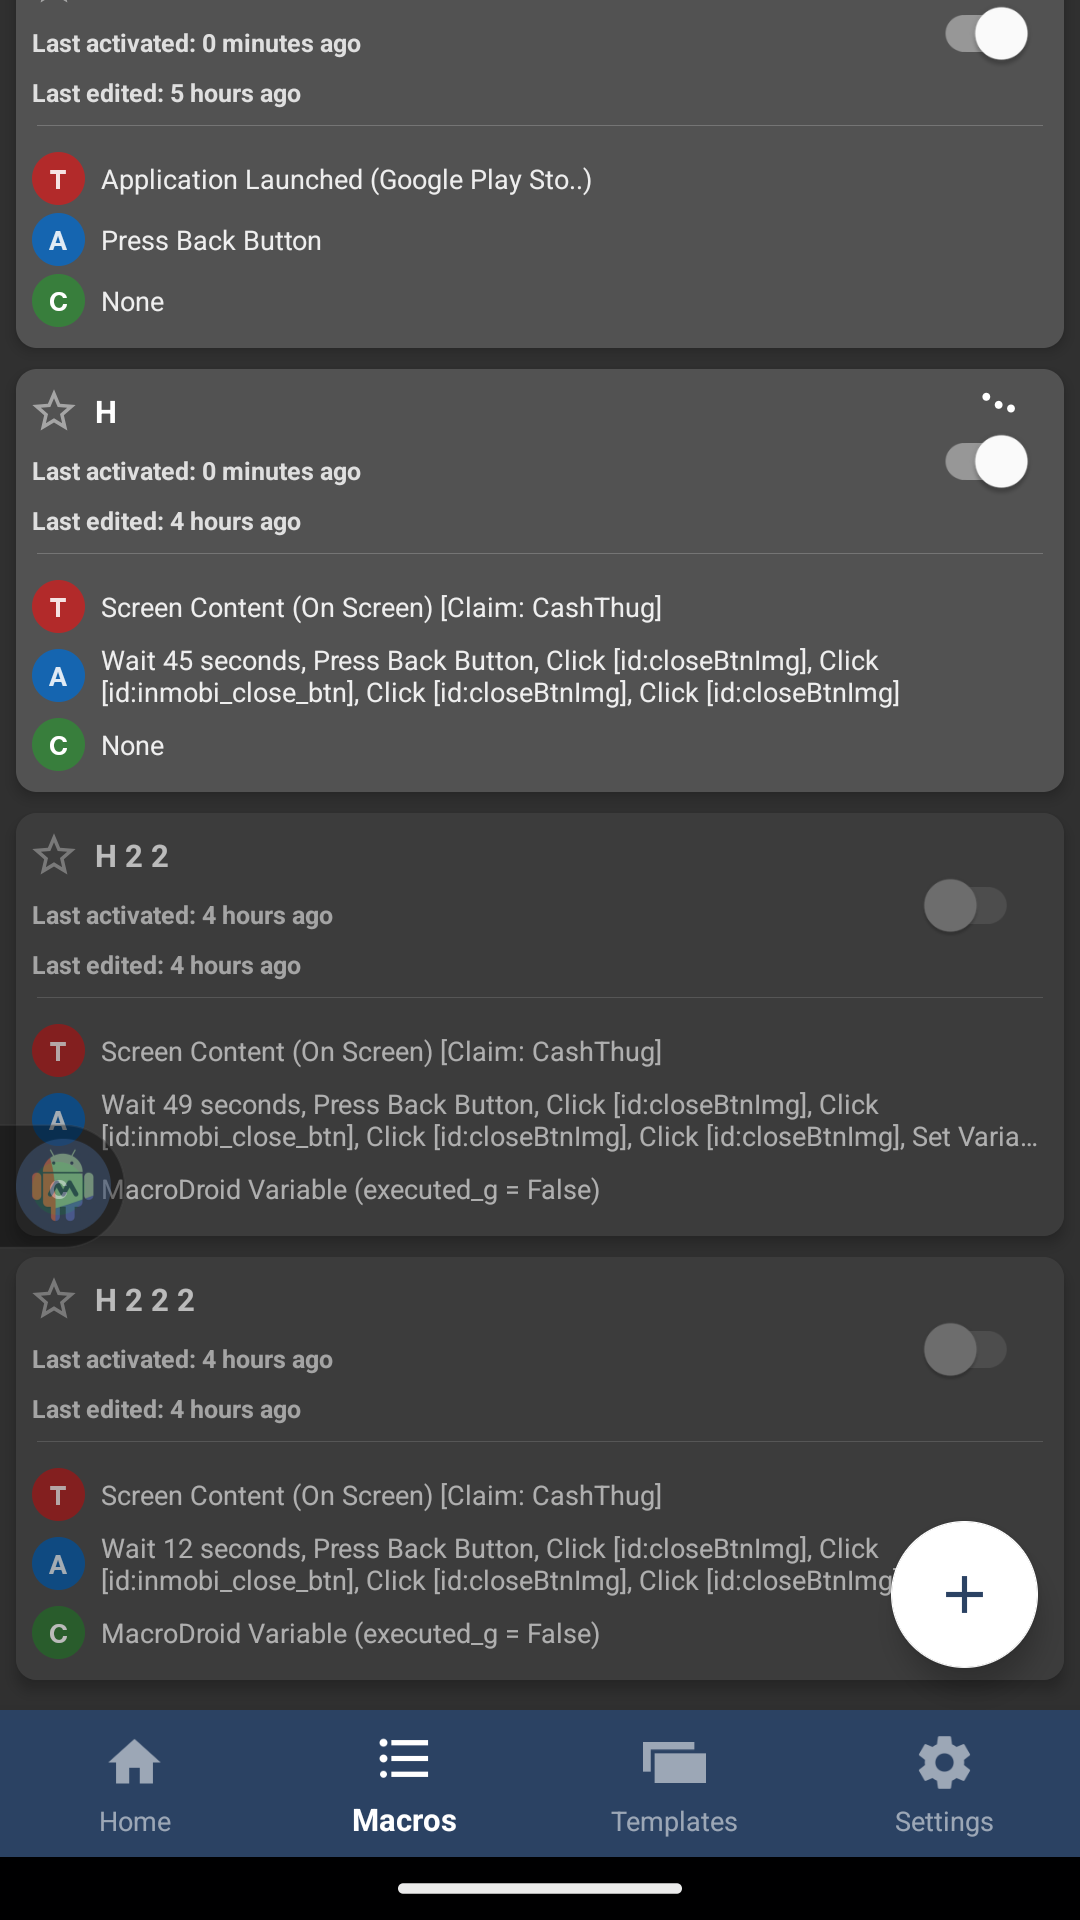 Last activated: 0 minutes ago
Last edited: 5 hours ago
T Application Launched (Google Play Sto..)
A Press Back Button
C None
H
Last activated: 0 minutes ago
Last edited: 4 hours ago
T Screen Content (On Screen) [Claim: CashThug]
A Wait 45 seconds, Press Back Button, Click [id:closeBtnImg], Click
[id:inmobi_close_btn], Click [id:closeBtnImg], Click [id:closeBtnImg]
C None
H 2 2
Last activated: 4 hours ago
Last edited: 4 hours ago
T Screen Content (On Screen) [Claim: CashThug]
A Wait 49 seconds, Press Back Button, Click [id:closeBtnImg], Click
[id:inmobi_close_btn], Click [id:closeBtnImg], Click [id:closeBtnImg], Set Varia...
C MacroDroid Variable (executed_g = False)
H 2 2 2
Last activated: 4 hours ago
Last edited: 4 hours ago
T Screen Content (On Screen) [Claim: CashThug]
A Wait 12 seconds, Press Back Button, Click [id:closeBtnImg], Click
[id:inmobi_close_btn], Click [id:closeBtnImg], Click [id:closeBtnImg
C MacroDroid Variable (executed_g = False)
Home
Macros
Templates
Settings